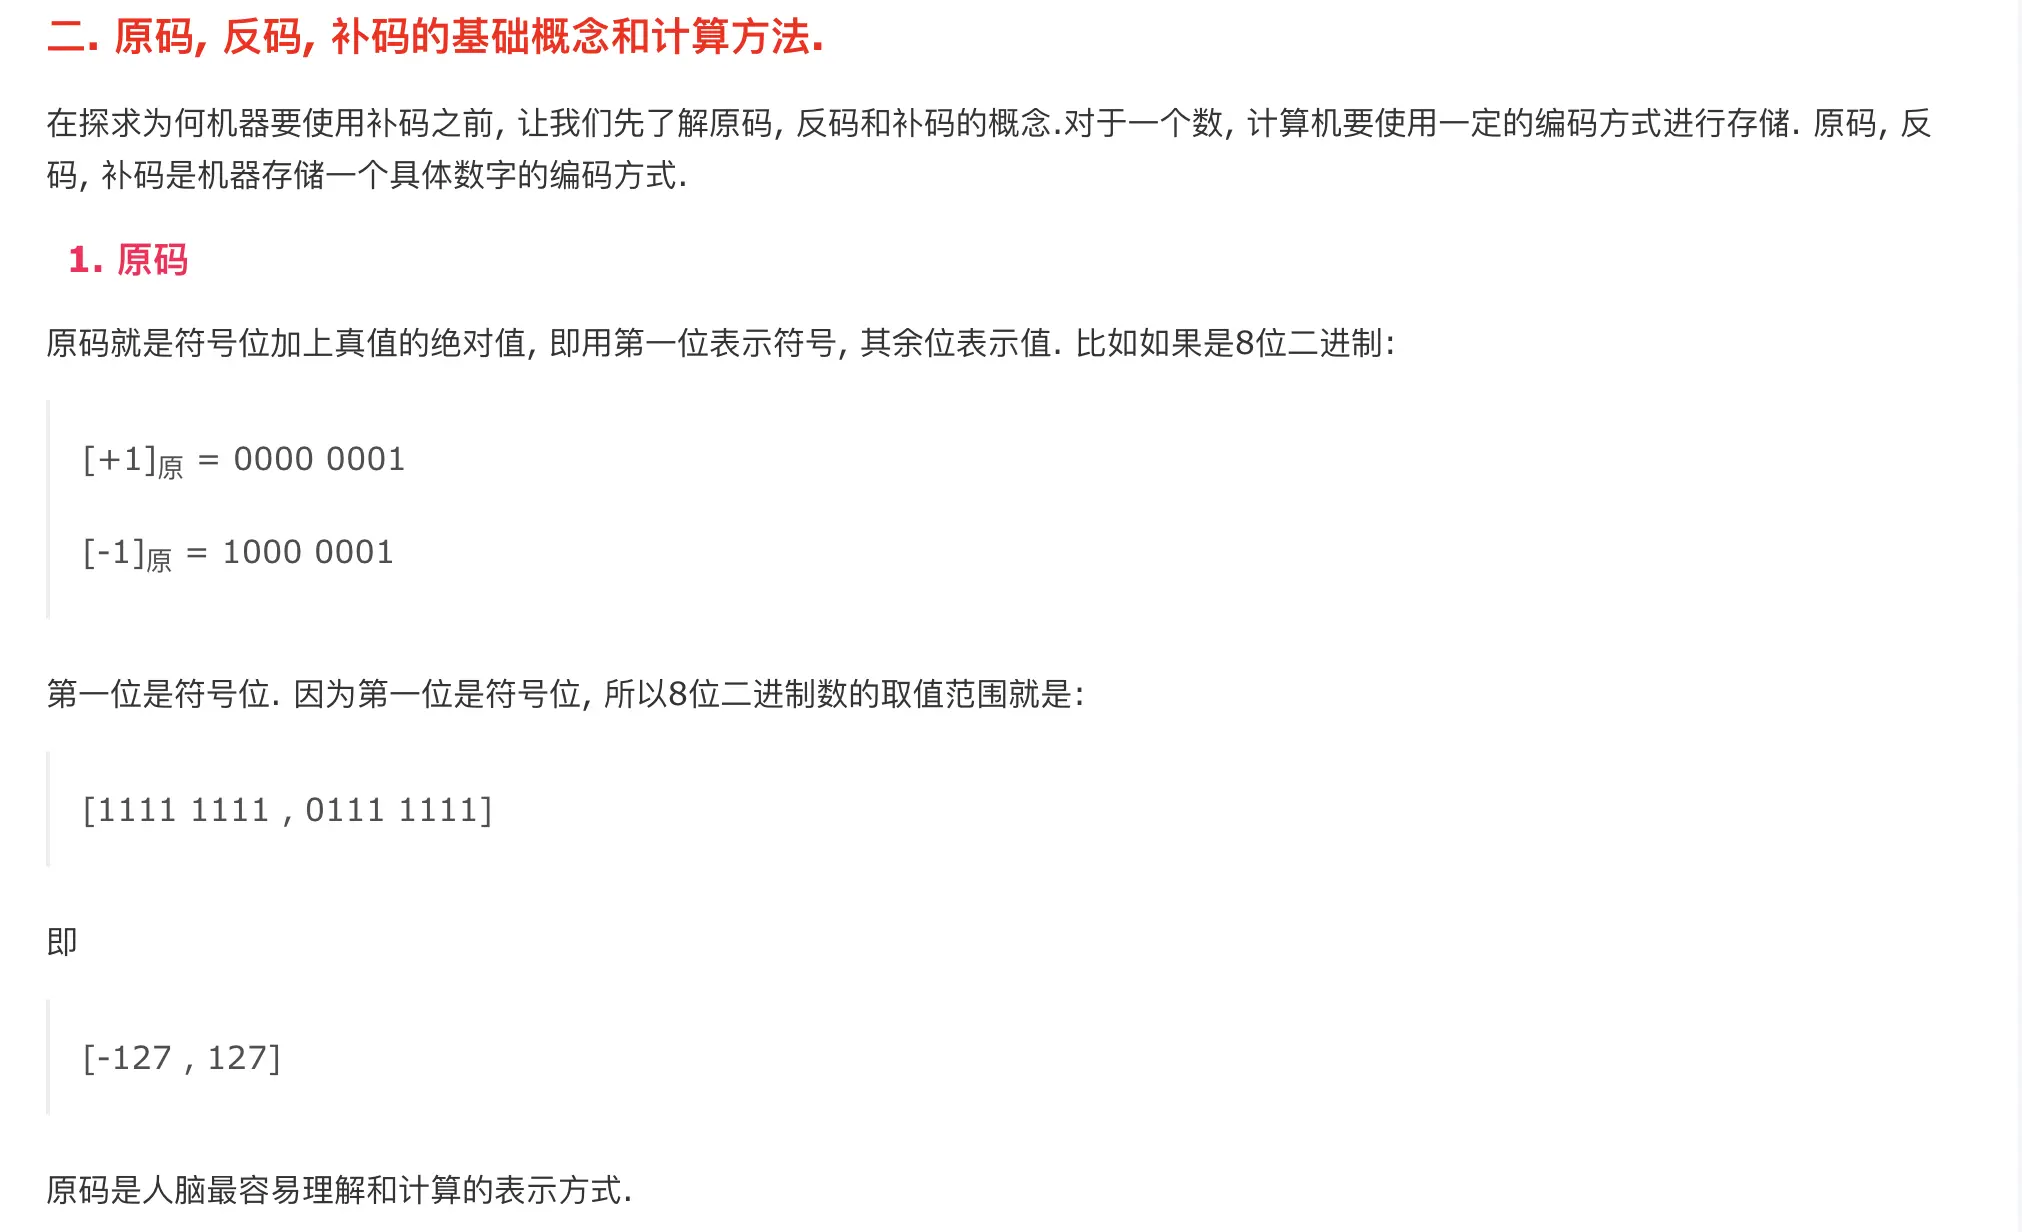 二. 原码, 反码, 补码的基础概念和计算方法.
在探求为何机器要使用补码之前, 让我们先了解原码, 反码和补码的概念.对于一个数, 计算机要使用一定的编码方式进行存储. 原码, 反
码, 补码是机器存储一个具体数字的编码方式.
1. 原码
原码就是符号位加上真值的绝对值, 即用第一位表示符号, 其余位表示值. 比如如果是8位二进制:
[+1]原 = 0000 0001
[-1]原 = 1000 0001
第一位是符号位. 因为第一位是符号位, 所以8位二进制数的取值范围就是:
[1111 1111 , 0111 1111]
即
[-127 , 127]
原码是人脑最容易理解和计算的表示方式.